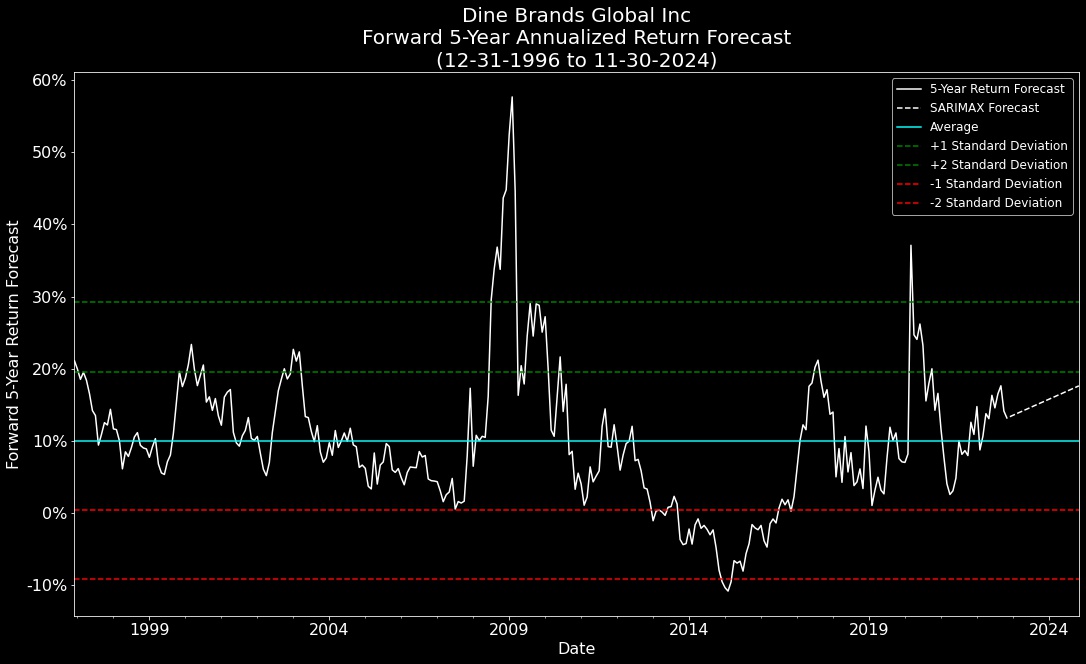 Dine Brands Global Inc
Forward 5-Year Annualized Return Forecast
(12-31-1996 to 11-30-2024)
5-Year Return Forecast
SARIMAX Forecast
Average
+1 Standard Deviation
+2 Standard Deviation
-1 Standard Deviation
-2 Standard Deviation
Forward 5-Year Return Forecast
60%
50%
40%
30%
20%
10%
0%
-10%
1999
2004
2009
2014
2019
2024
Date